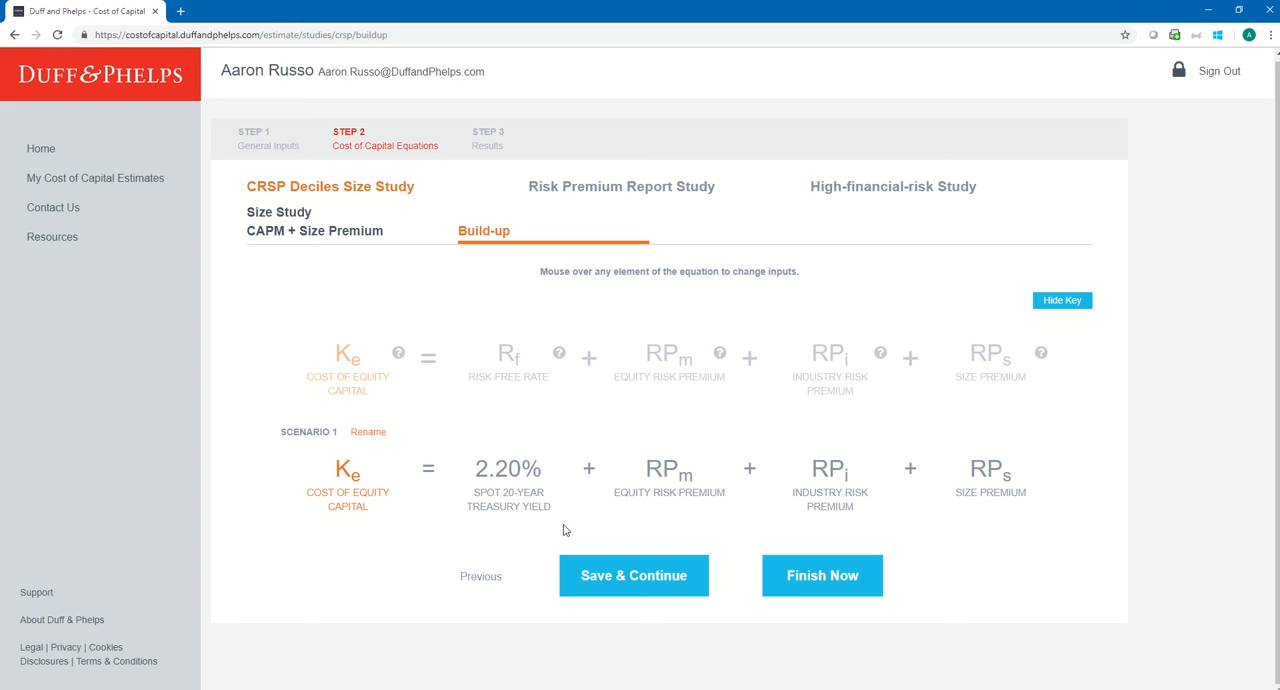 Duff and Phelps - Cost of Capital
https://costofcapital.duffandphelps.com/estimate/studies/crsp/buildup
A
DUFF & PHELPS
Aaron Russo Aaron.Russo@DuffandPhelps.com
Sign Out
Home
My Cost of Capital Estimates
Contact Us
Resources
Support
About Duff & Phelps
Legal | Privacy | Cookies
Disclosures | Terms & Conditions
STEP 1 STEP 2 STEP 3
General Inputs Cost of Capital Equations Results
CRSP Deciles Size Study Risk Premium Report Study High-financial-risk Study
Size Study
CAPM + Size Premium Build-up
Mouse over any element of the equation to change inputs.
Hide Key
Ke ? = Rf ? + RPm ? + RPi ? + RPs ?
COST OF EQUITY RISK-FREE RATE EQUITY RISK PREMIUM INDUSTRY RISK SIZE PREMIUM
CAPITAL PREMIUM
SCENARIO 1 Rename
Ke = 2.20% + RPm + RPi + RPs
COST OF EQUITY SPOT 20-YEAR EQUITY RISK PREMIUM INDUSTRY RISK SIZE PREMIUM
CAPITAL TREASURY YIELD PREMIUM
Previous Save & Continue Finish Now